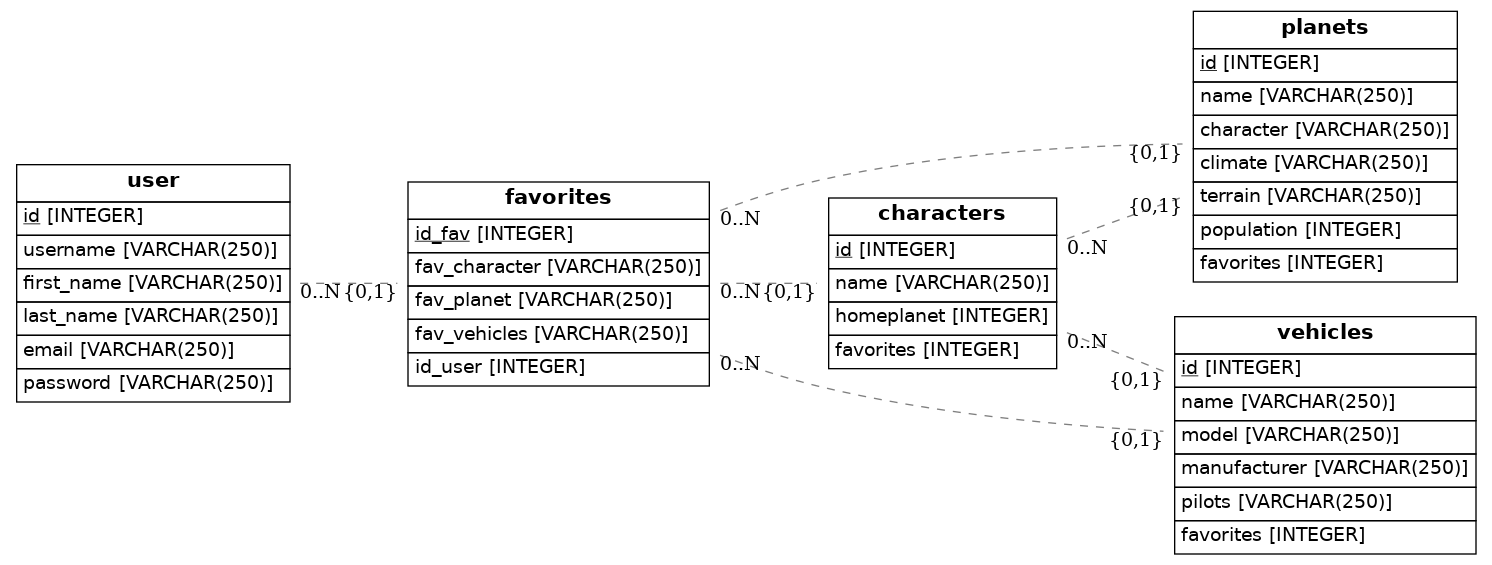 user
id [INTEGER]
username [VARCHAR(250)]
first_name [VARCHAR(250)]
last_name [VARCHAR(250)]
email [VARCHAR(250)]
password [VARCHAR(250)]
0..N
{0,1}
favorites
id_fav [INTEGER]
fav_character [VARCHAR(250)]
fav_planet [VARCHAR(250)]
fav_vehicles [VARCHAR(250)]
id_user [INTEGER]
0..N
{0,1}
0..N
{0,1}
0..N
{0,1}
characters
id [INTEGER]
name [VARCHAR(250)]
homeplanet [INTEGER]
favorites [INTEGER]
0..N
{0,1}
0..N
{0,1}
planets
id [INTEGER]
name [VARCHAR(250)]
character [VARCHAR(250)]
climate [VARCHAR(250)]
terrain [VARCHAR(250)]
population [INTEGER]
favorites [INTEGER]
vehicles
id [INTEGER]
name [VARCHAR(250)]
model [VARCHAR(250)]
manufacturer [VARCHAR(250)]
pilots [VARCHAR(250)]
favorites [INTEGER]